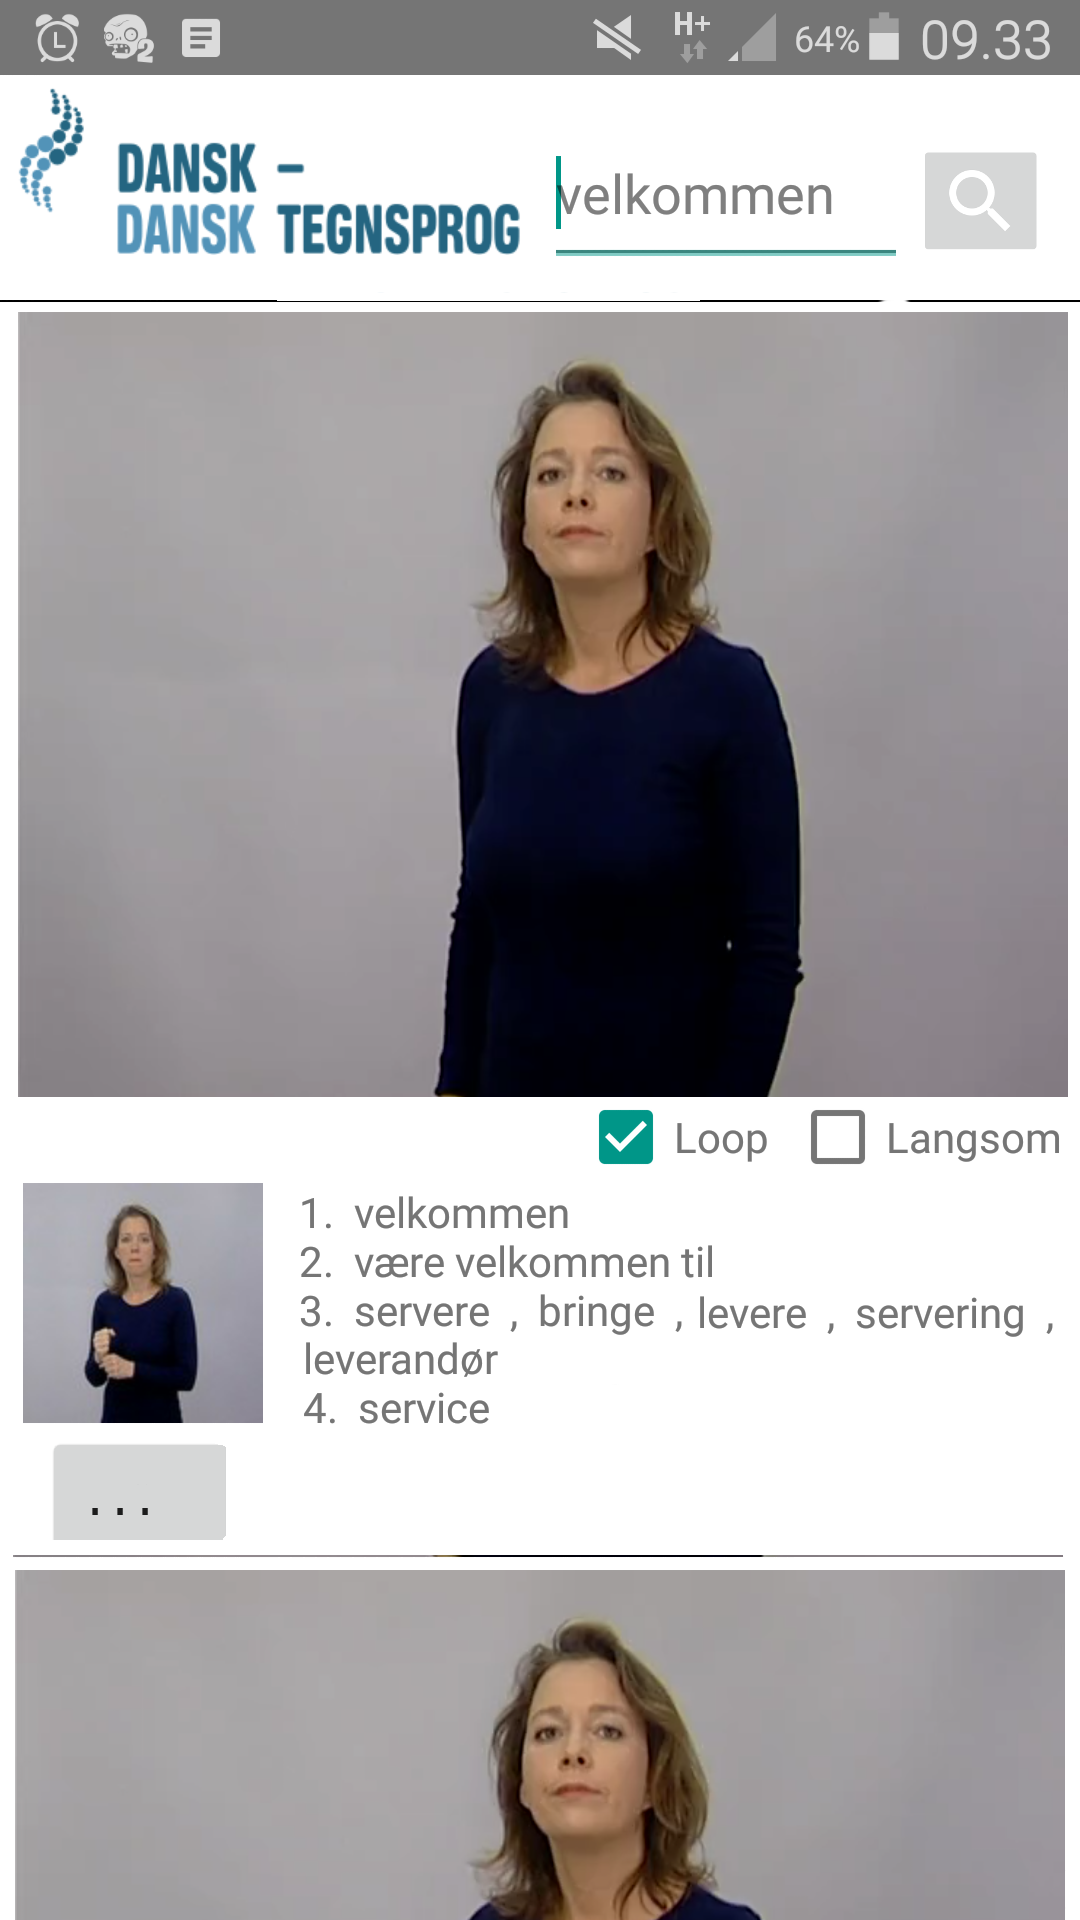 2 H+ 64% 09.33
DANSK –
DANSK TEGNSPROG
velkommen
Loop Langsom
1. velkommen
2. være velkommen til
3. servere , bringe , levere , servering ,
leverandør
4. service
...